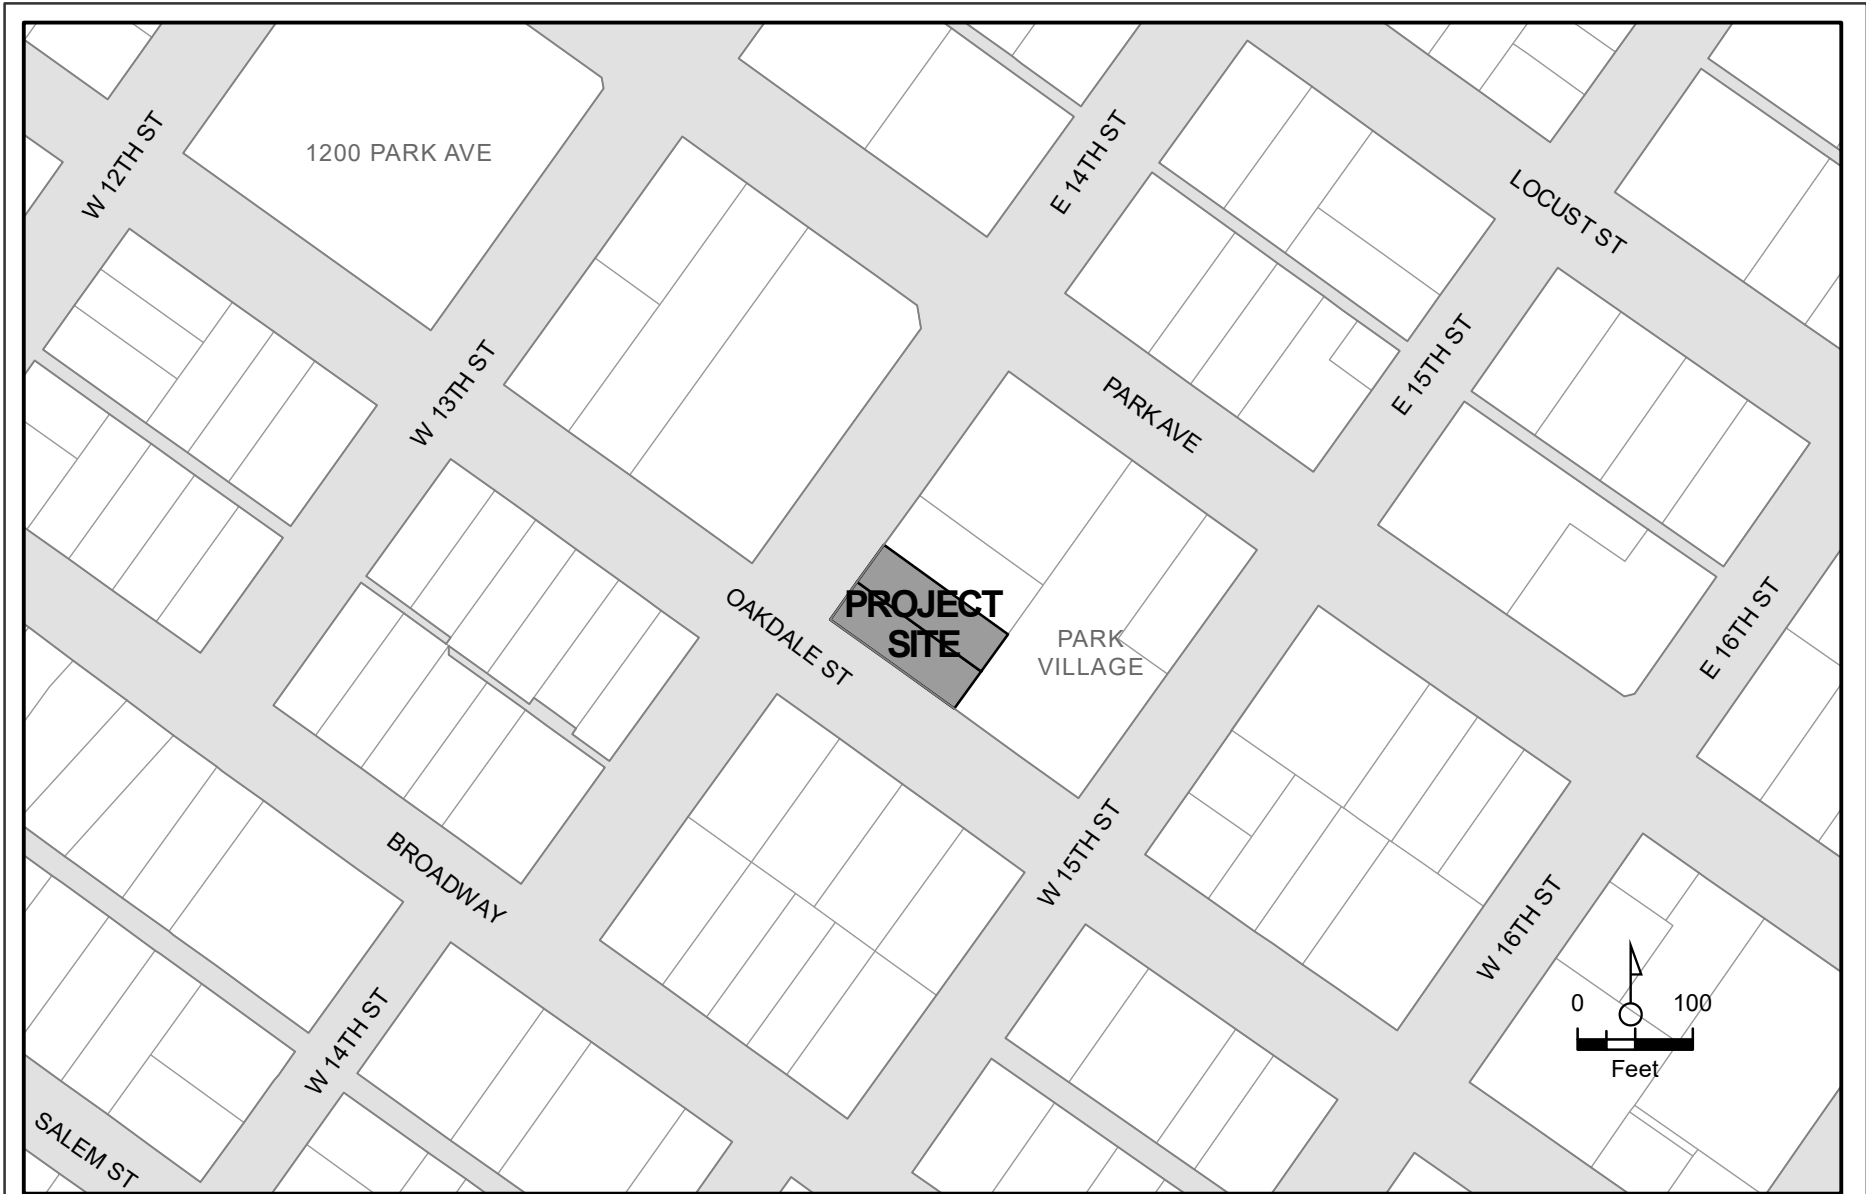 1200 PARK AVE
W 12TH ST
E 14TH ST
LOCUST ST
W 13TH ST
E 15TH ST
PARK AVE
OAKDALE ST
PROJECT
SITE
PARK
VILLAGE
E 16TH ST
BROADWAY
W 15TH ST
W 16TH ST
W 14TH ST
SALEM ST
0 100
Feet